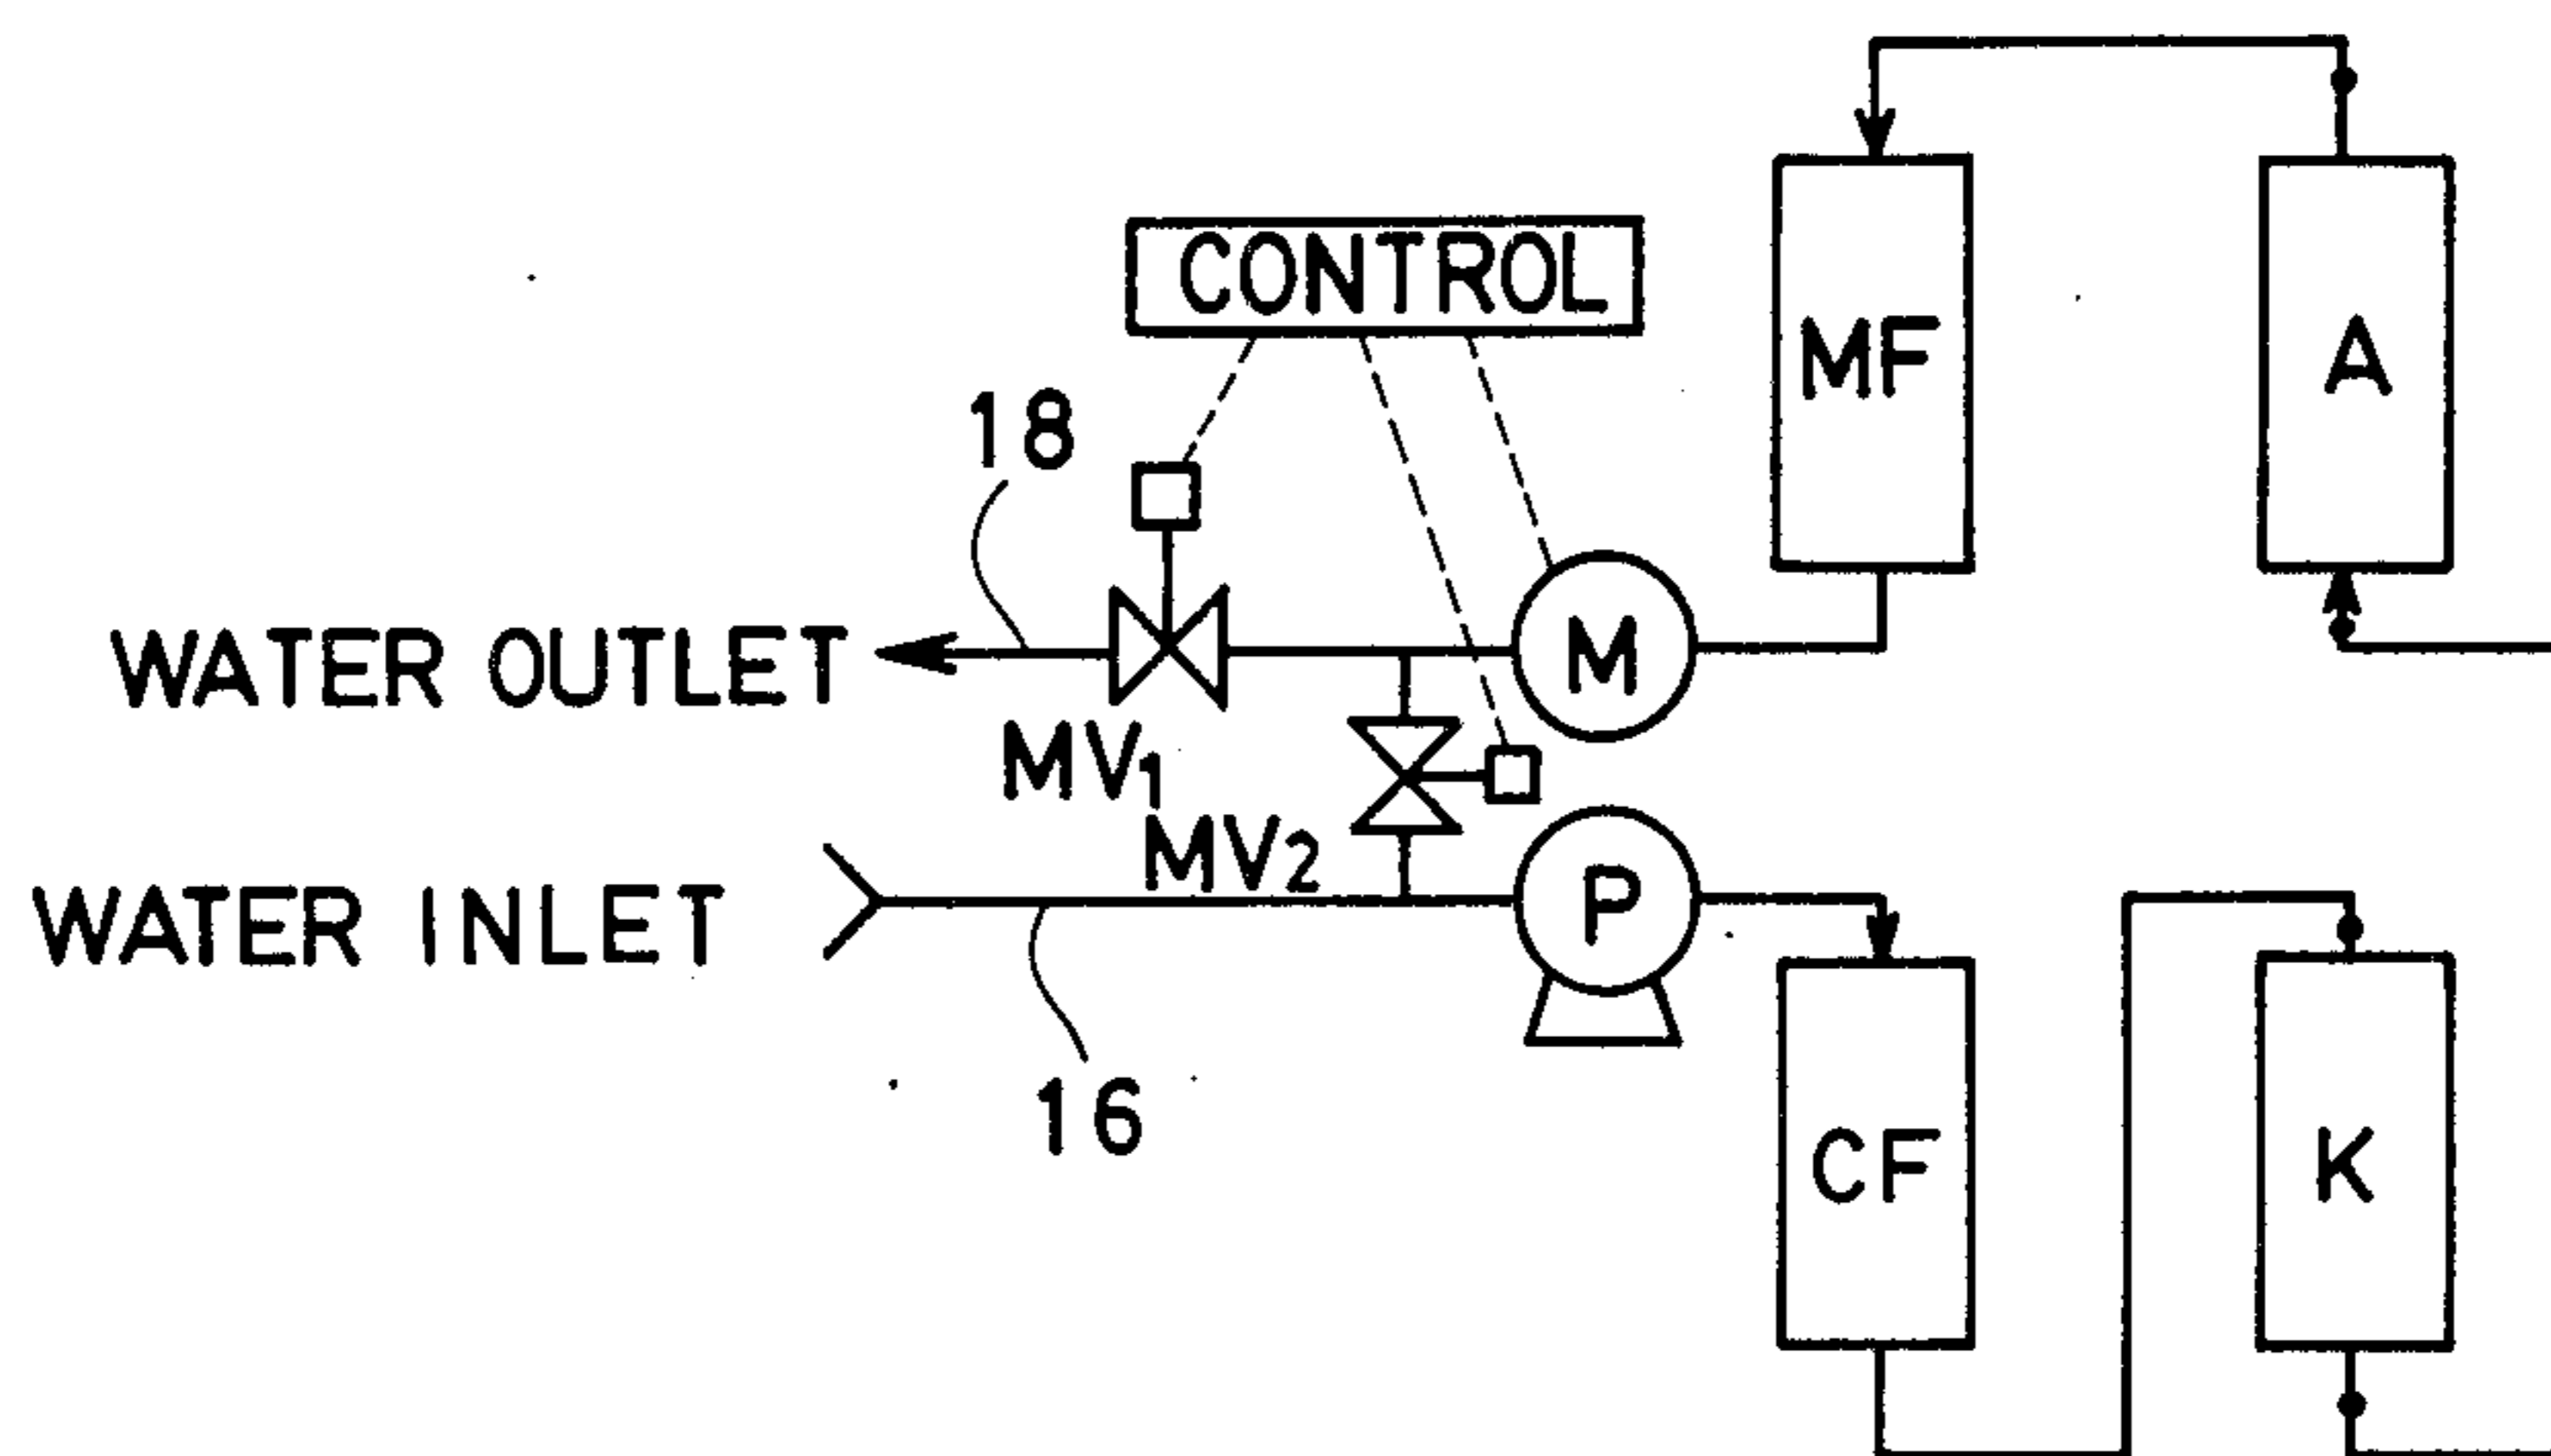 CONTROL
MF
A
18
M
WATER OUTLET
MV1
MV2
P
WATER INLET
16
CF
K